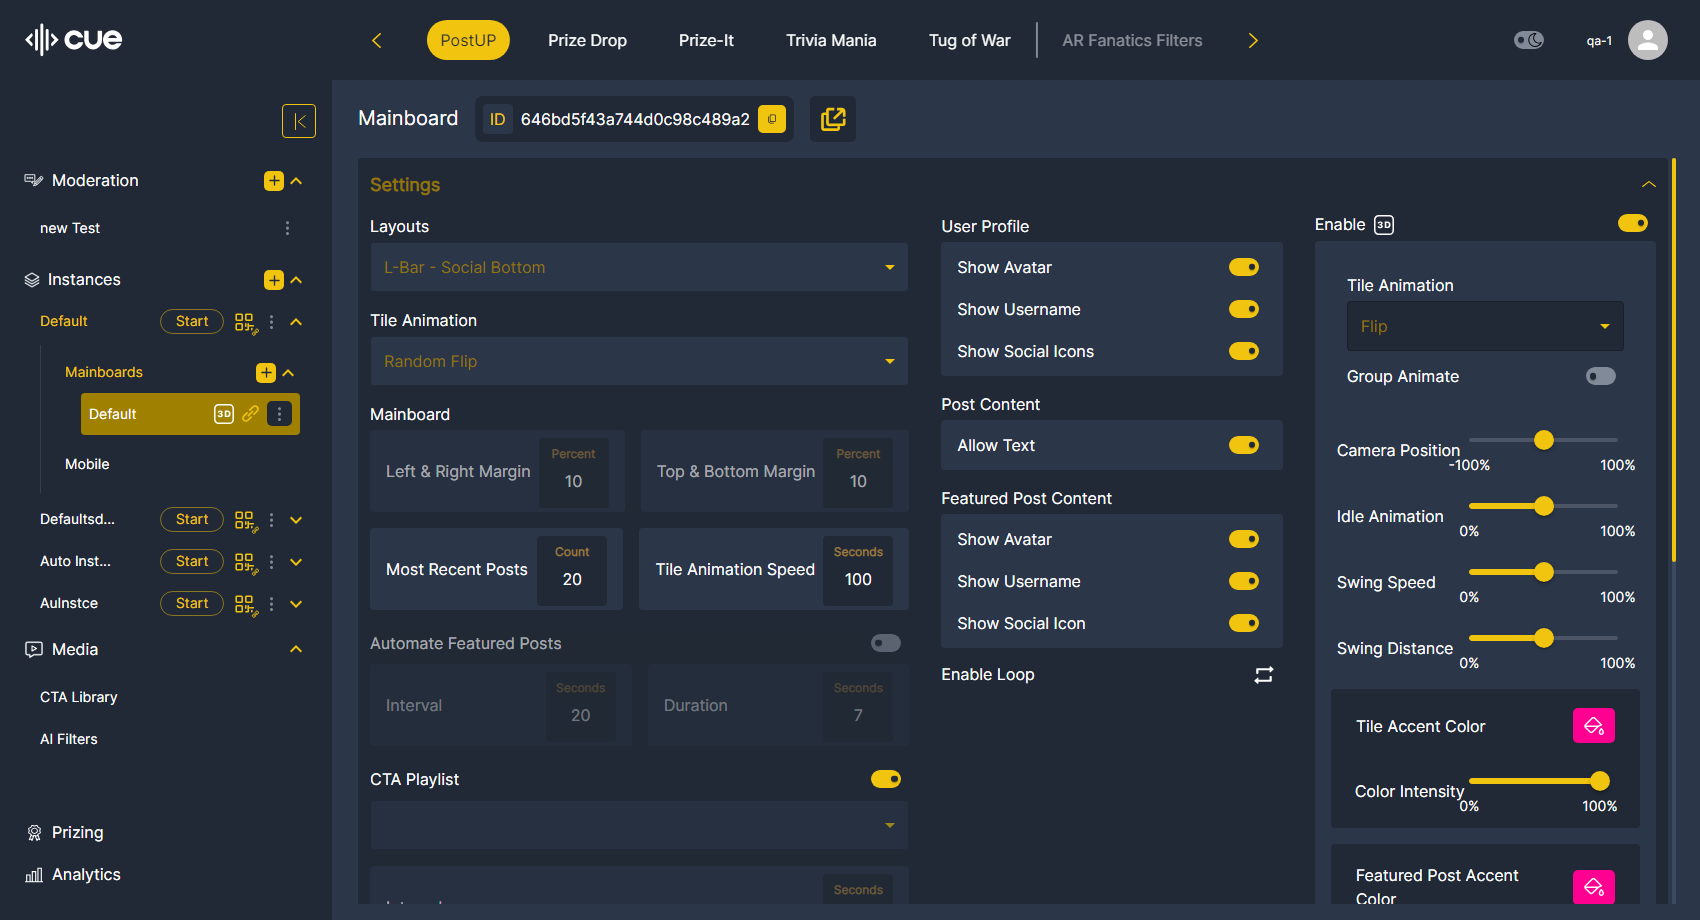 cue
PostUP
Prize Drop
Prize-It
Trivia Mania
Tug of War
AR Fanatics Filters
qa-1
Moderation
new Test
Instances
Default
Start
Mainboards
Default
3D
Mobile
Defaultsd...
Start
Auto Inst...
Start
AuInstce
Start
Media
CTA Library
AI Filters
Prizing
Analytics
Mainboard
ID
646bd5f43a744d0c98c489a2
Settings
Layouts
L-Bar - Social Bottom
Tile Animation
Random Flip
Mainboard
Left & Right Margin
Percent
10
Top & Bottom Margin
Percent
10
Most Recent Posts
Count
20
Tile Animation Speed
Seconds
100
Automate Featured Posts
Interval
Seconds
20
Duration
Seconds
7
CTA Playlist
Seconds
User Profile
Show Avatar
Show Username
Show Social Icons
Post Content
Allow Text
Featured Post Content
Show Avatar
Show Username
Show Social Icon
Enable Loop
Enable 3D
Tile Animation
Flip
Group Animate
Camera Position
-100%
100%
Idle Animation
0%
100%
Swing Speed
0%
100%
Swing Distance
0%
100%
Tile Accent Color
Color Intensity
0%
100%
Featured Post Accent
Color